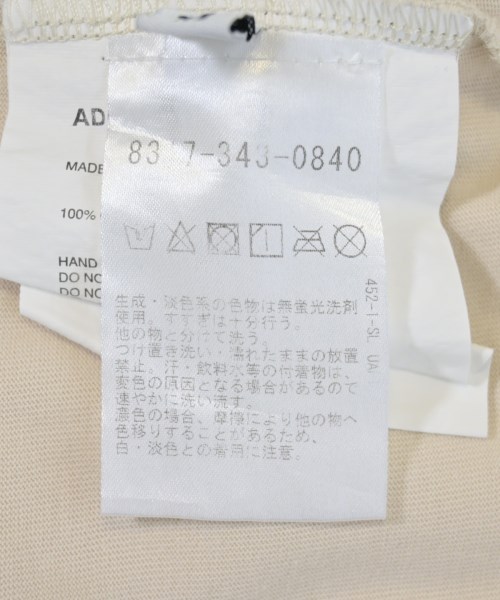 AD
MADE
100%
HAND
DO NO
DO NO
83 7-343-0840
生成・淡色系の色物は無蛍光洗剤
使用。すすぎは十分行う。
他の物と分けて洗う。
つけ置き洗い・濡れたままの放置
禁止。汗・飲料水等の付着物は、
変色の原因となる場合があるので
速やかに洗い流す。
濃色の場合、摩擦により他の物へ
色移りすることがあるため、
白・淡色との着用に注意。
452-11-SL UA